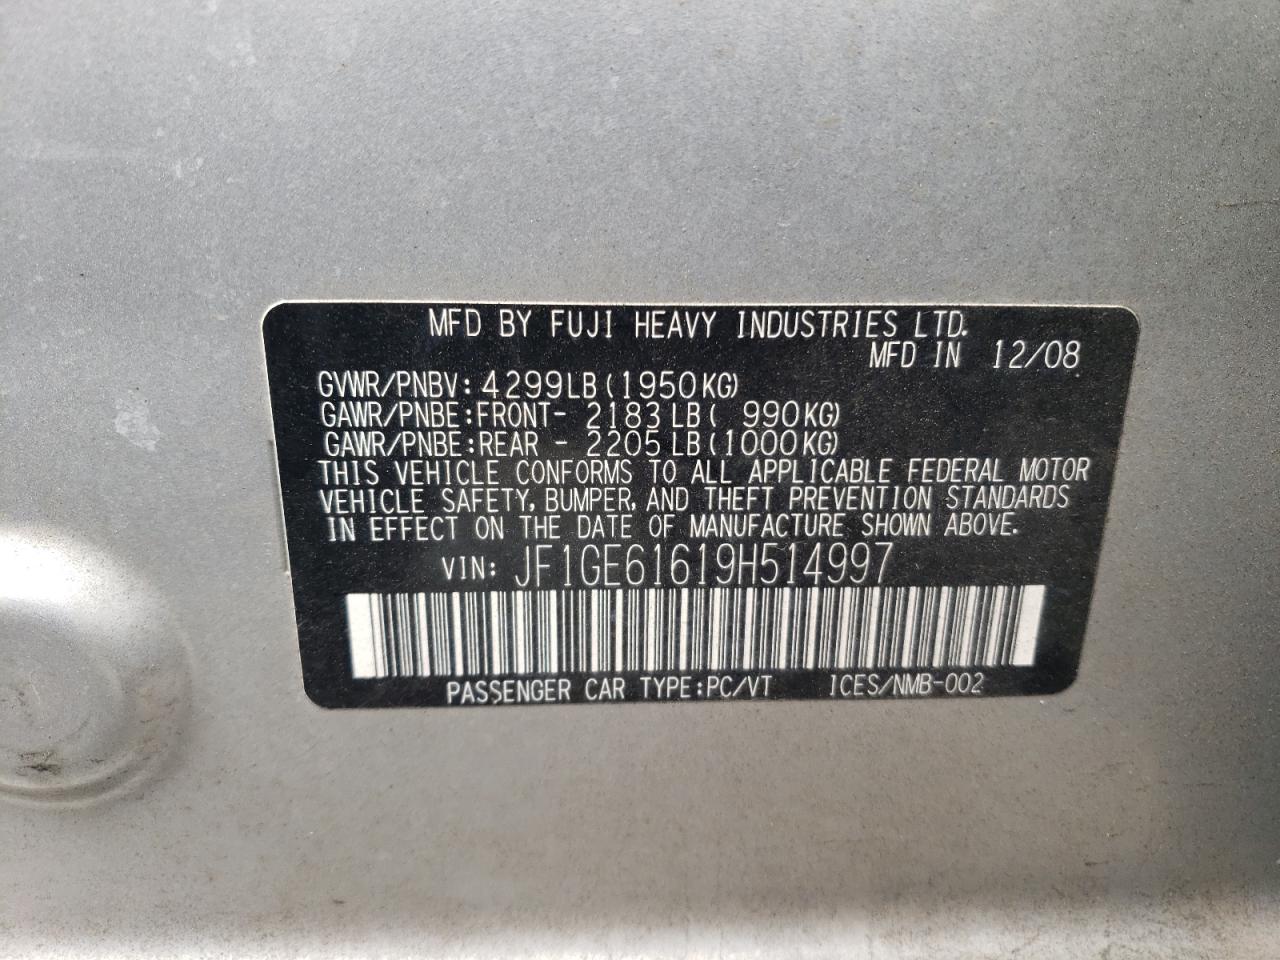 MFD BY FUJI HEAVY INDUSTRIES LTD.
MFD IN 12/08
GVWR/PNBV: 4299LB(1950KG)
GAWR/PNBE:FRONT- 2183LB( 990KG)
GAWR/PNBE:REAR - 2205LB(1000KG)
THIS VEHICLE CONFORMS TO ALL APPLICABLE FEDERAL MOTOR
VEHICLE SAFETY, BUMPER, AND THEFT PREVENTION STANDARDS
IN EFFECT ON THE DATE OF MANUFACTURE SHOWN ABOVE.
VIN: JF1GE61619H514997
PASSENGER CAR TYPE:PC/VT ICES/NMB-002